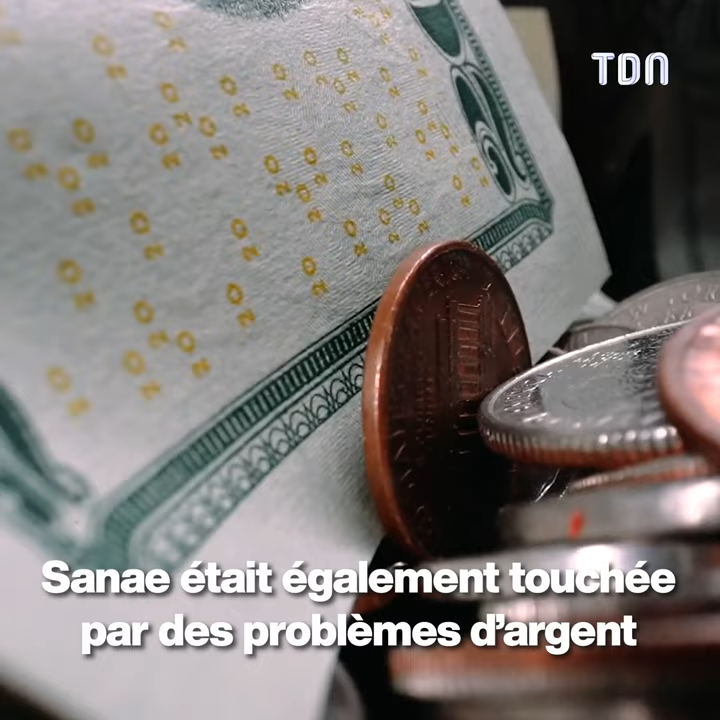 TDN
Sanae était également touchée
par des problèmes d'argent